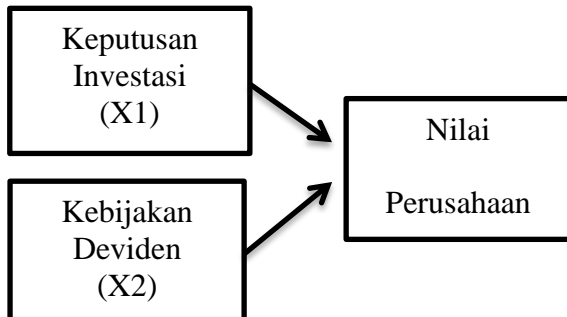 Keputusan
Investasi
(X1)
Kebijakan
Deviden
(X2)
Nilai
Perusahaan